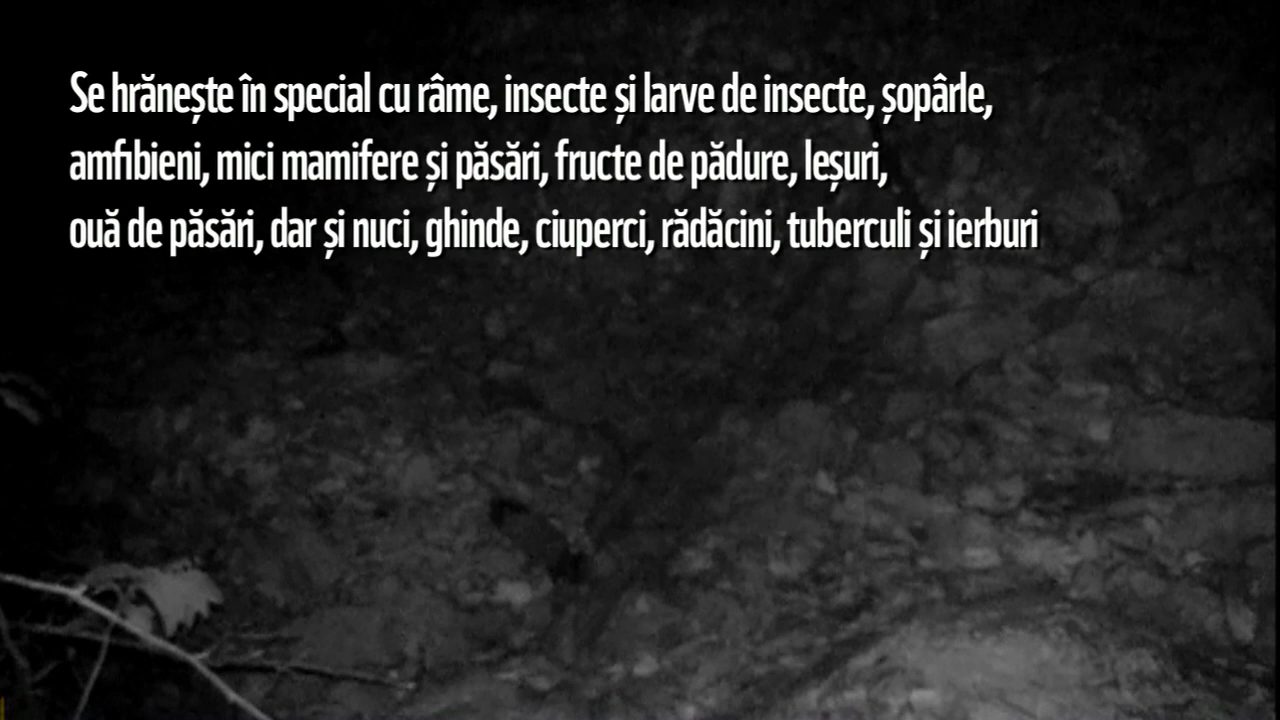 Se hrănește în special cu râme, insecte și larve de insecte, șopârle,
amfibieni, mici mamifere și păsări, fructe de pădure, leșuri,
ouă de păsări, dar și nuci, ghinde, ciuperci, rădăcini, tuberculi și ierburi